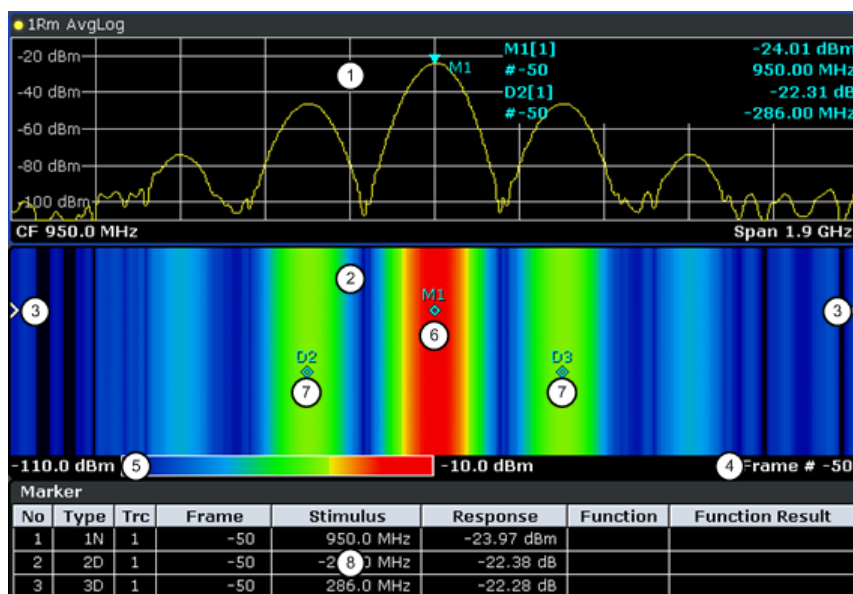 1Rm AvgLog
M1[1] -24.01 dBm
-20 dBm
M1
1
#-50 950.00 MHz
-40 dBm
D2[1] -22.31 dB
#-50 -286.00 MHz
-60 dBm
-80 dBm
-100 dBm
CF 950.0 MHz Span 1.9 GHz
2
M1
3
3
6
D2 D3
7 7
-110.0 dBm 5 -10.0 dBm 4 Frame # -50
Marker
No Type Trc Frame Stimulus Response Function Function Result
1 1N 1 -50 950.0 MHz -23.97 dBm
2 2D 1 -50 -2 8 0 MHz -22.38 dB
3 3D 1 -50 286.0 MHz -22.28 dB